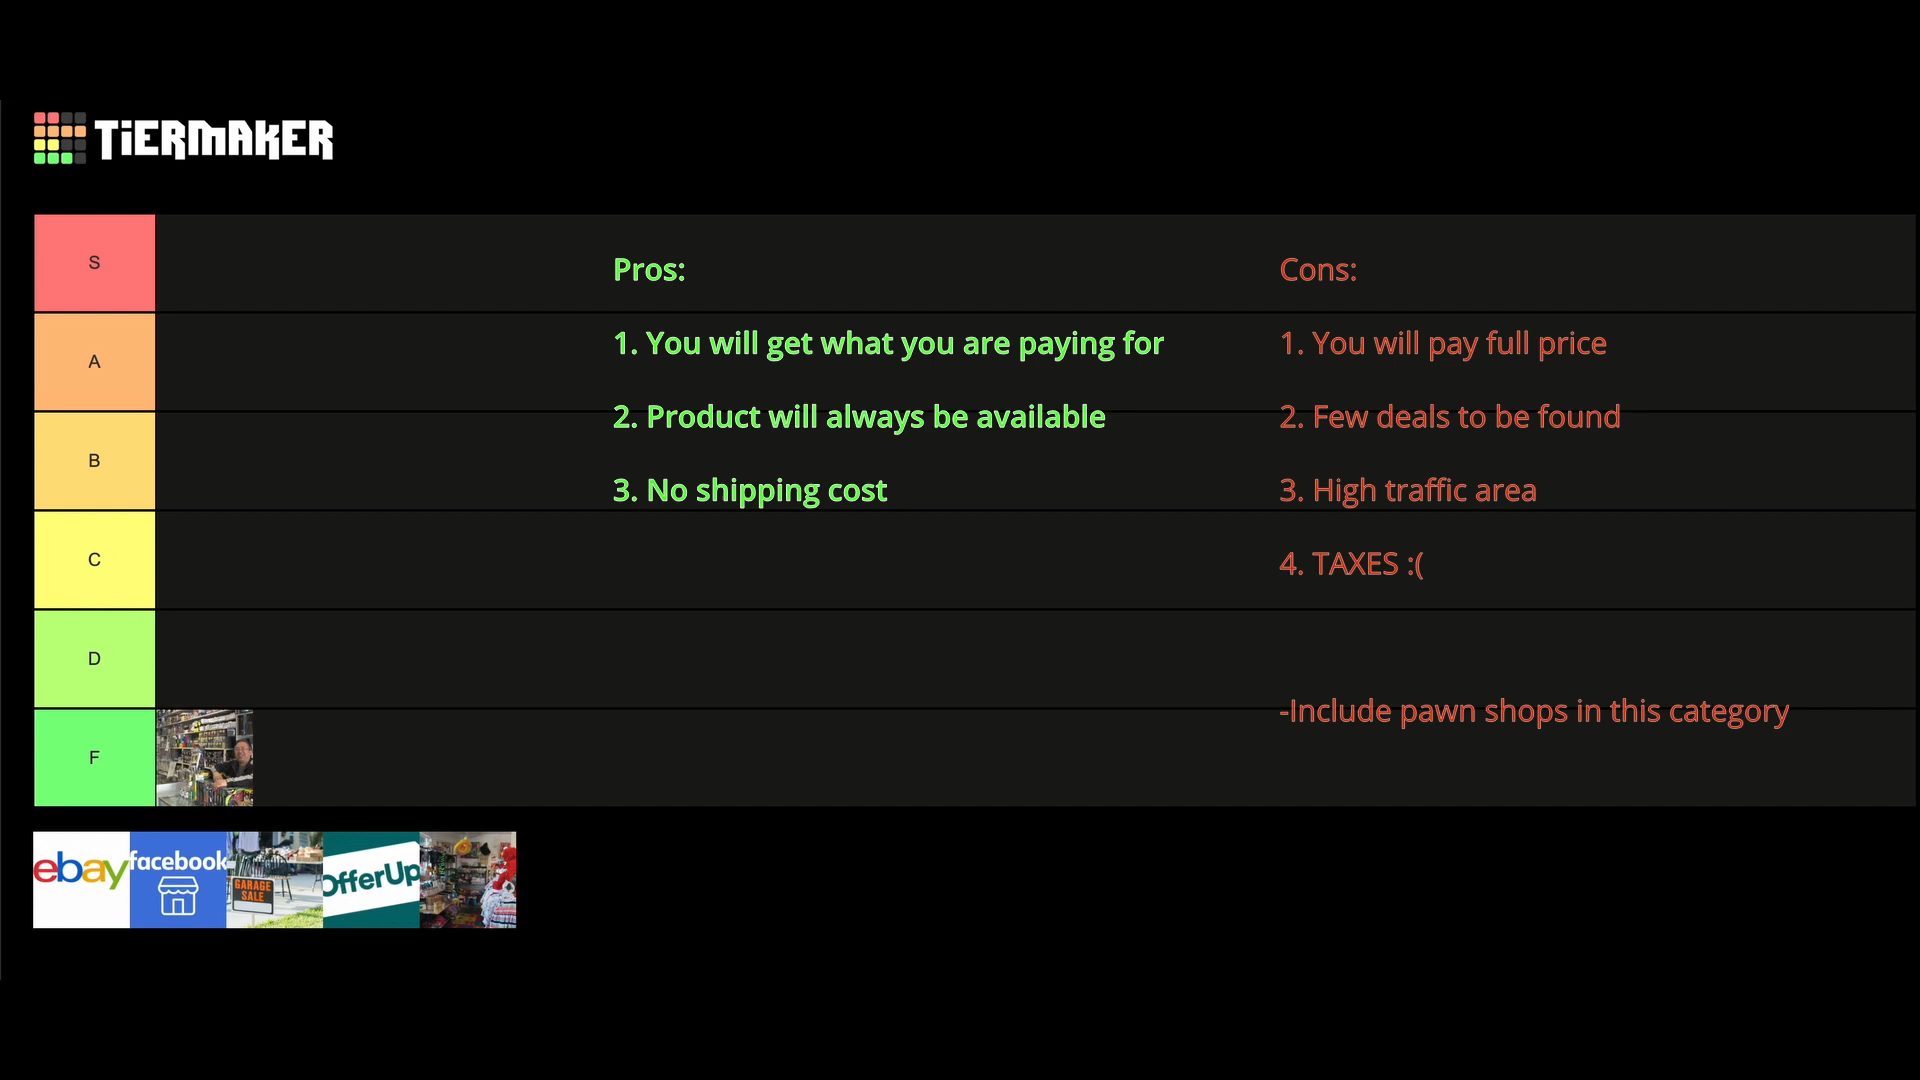 TiERMAKER
S
Pros:
Cons:
A
1. You will get what you are paying for
1. You will pay full price
2. Product will always be available
2. Few deals to be found
B
3. No shipping cost
3. High traffic area
C
4. TAXES :(
D
-Include pawn shops in this category
F
ebay
facebook
GARAGE
SALE
OfferUp